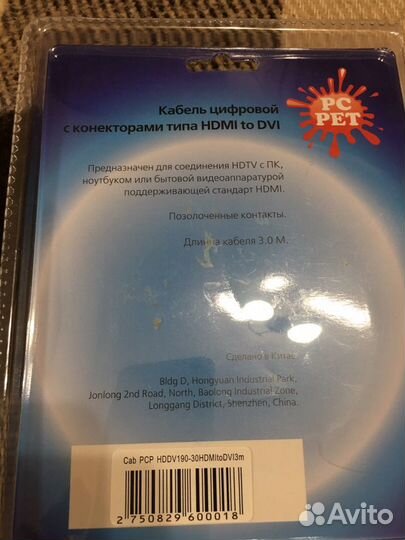 PC
PET
Кабель цифровой
с конекторами типа HDMI to DVI
Предназначен для соединения HDTV с ПК,
ноутбуком или бытовой видеоаппаратурой
поддерживающей стандарт HDMI.
Позолоченные контакты.
Длинна кабеля 3.0 М.
Сделано в Китае.
Bldg D, Hongyuan Industrial Park,
Jonlong 2nd Road, North, Baolong Industrial Zone,
Longgang District, Shenzhen, China.
Cab PCP HDDV190-30HDMItoDVI3m
2 750829 600018
Avito